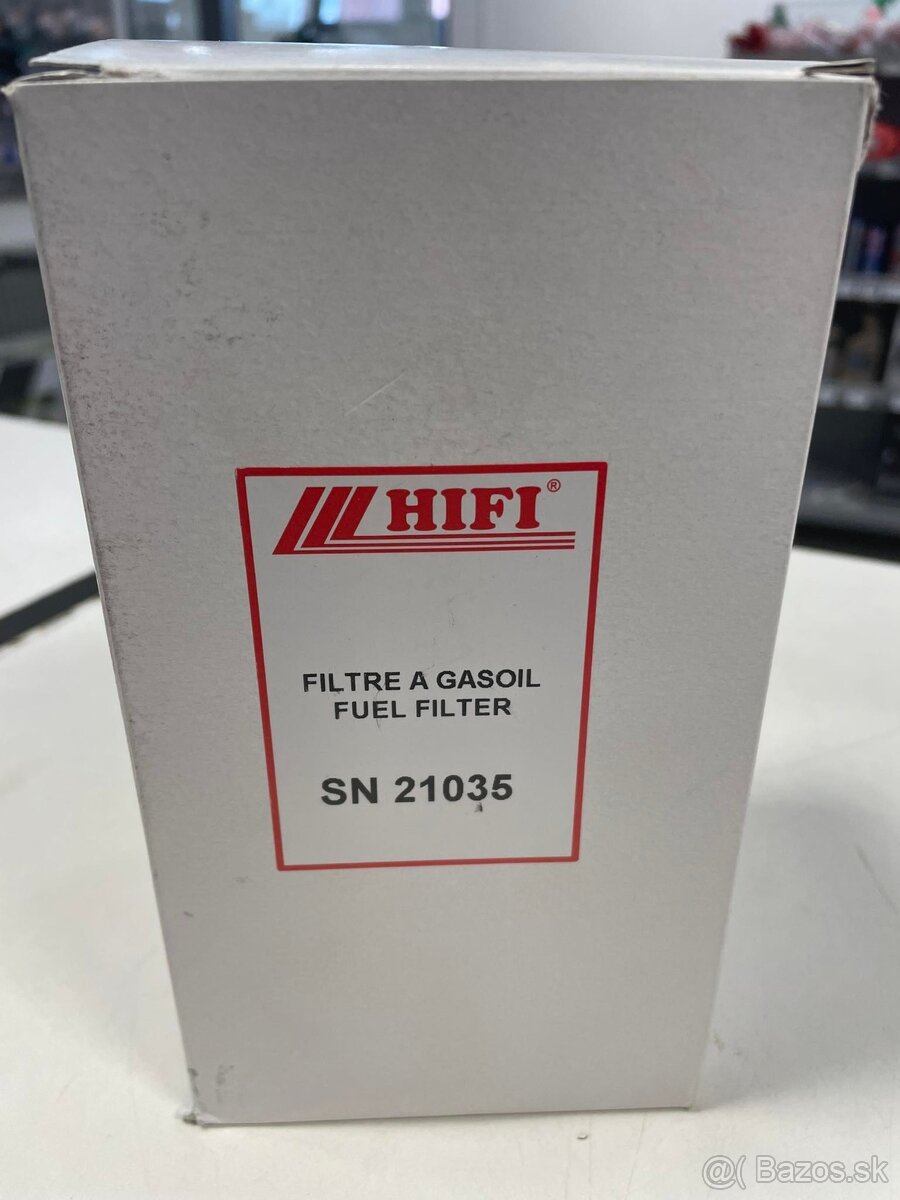 HIFI®
FILTRE A GASOIL
FUEL FILTER
SN 21035
@( Bazos.sk